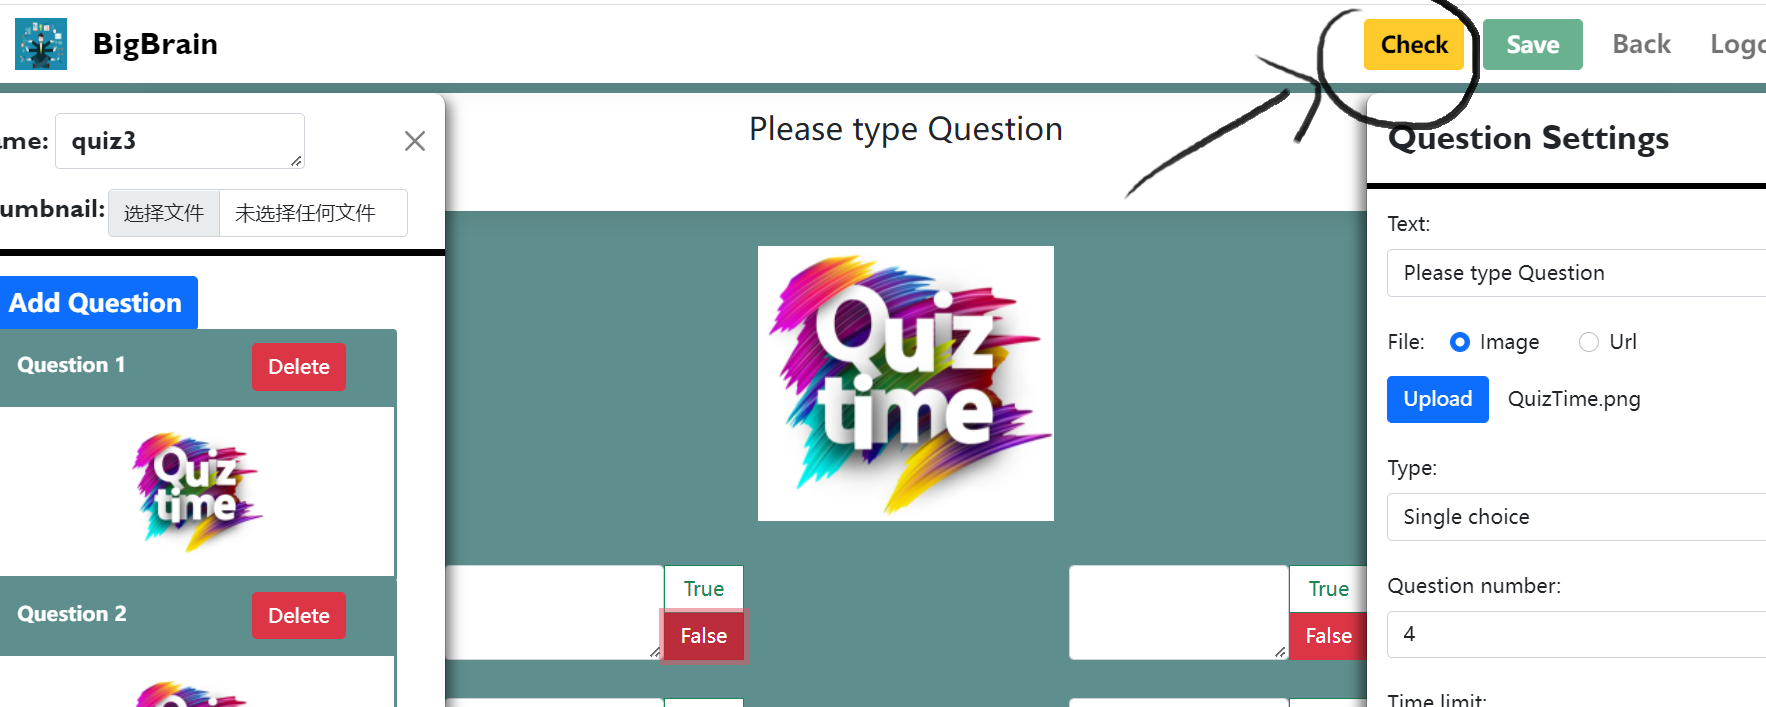 BigBrain
Check
Save
Back
Logo
ame:
quiz3
umbnail:
选择文件
未选择任何文件
Add Question
Question 1
Delete
Quiz
time
Question 2
Delete
Please type Question
Quiz
time
True
False
True
False
Question Settings
Text:
Please type Question
File:
Image
Url
Upload
QuizTime.png
Type:
Single choice
Question number:
4
Time limit: